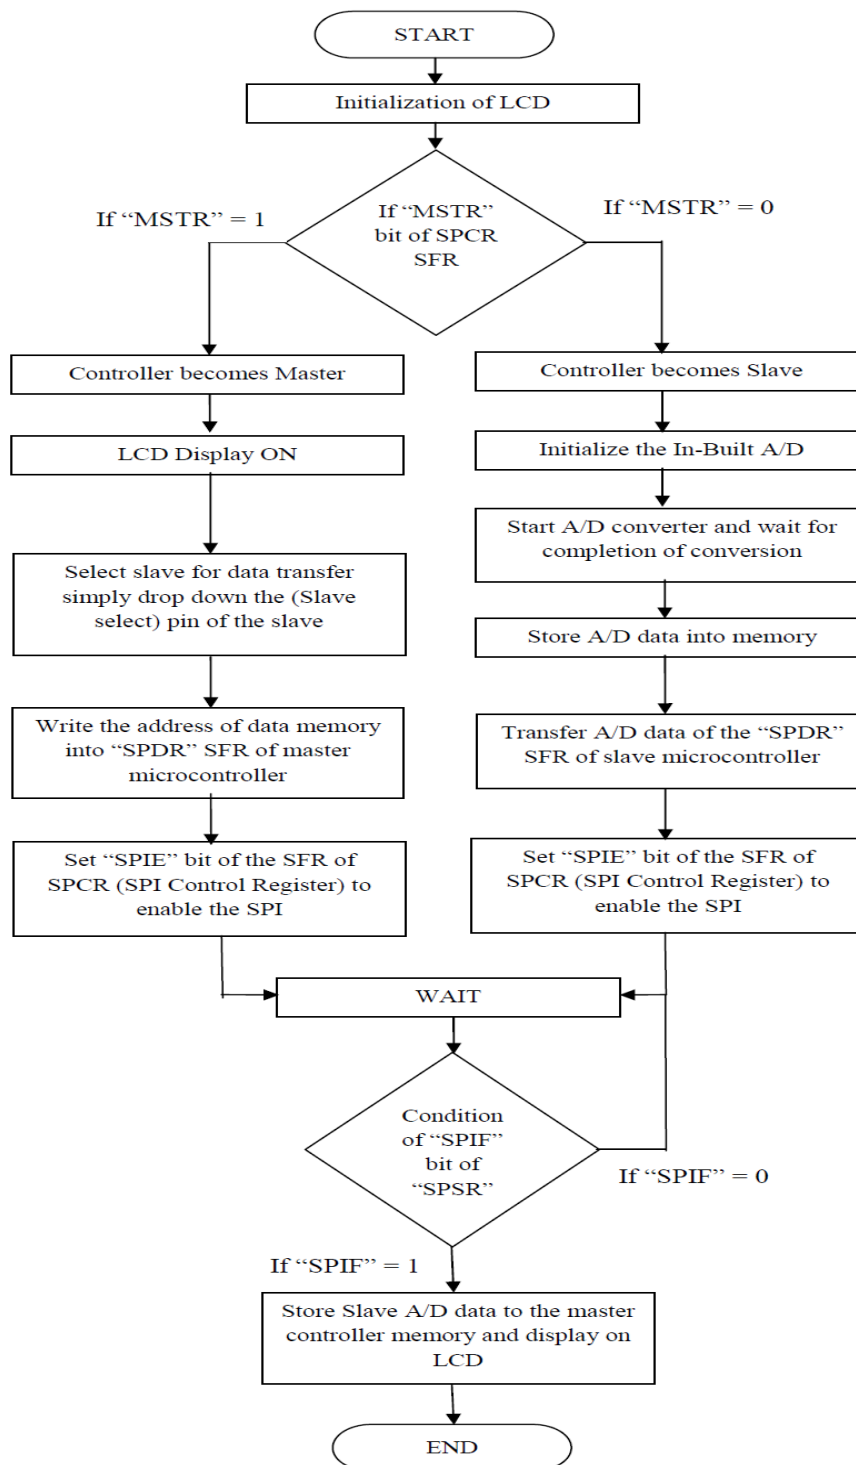 START
Initialization of LCD
If “MSTR” = 1
If “MSTR” = 0
If “MSTR”
bit of SPCR
SFR
Controller becomes Master
LCD Display ON
Select slave for data transfer
simply drop down the (Slave
select) pin of the slave
Write the address of data memory
into “SPDR” SFR of master
microcontroller
Set “SPIE” bit of the SFR of
SPCR (SPI Control Register) to
enable the SPI
Controller becomes Slave
Initialize the In-Built A/D
Start A/D converter and wait for
completion of conversion
Store A/D data into memory
Transfer A/D data of the “SPDR”
SFR of slave microcontroller
Set “SPIE” bit of the SFR of
SPCR (SPI Control Register) to
enable the SPI
WAIT
Condition
of “SPIF”
bit of
“SPSR”
If “SPIF” = 0
If “SPIF” = 1
Store Slave A/D data to the master
controller memory and display on
LCD
END